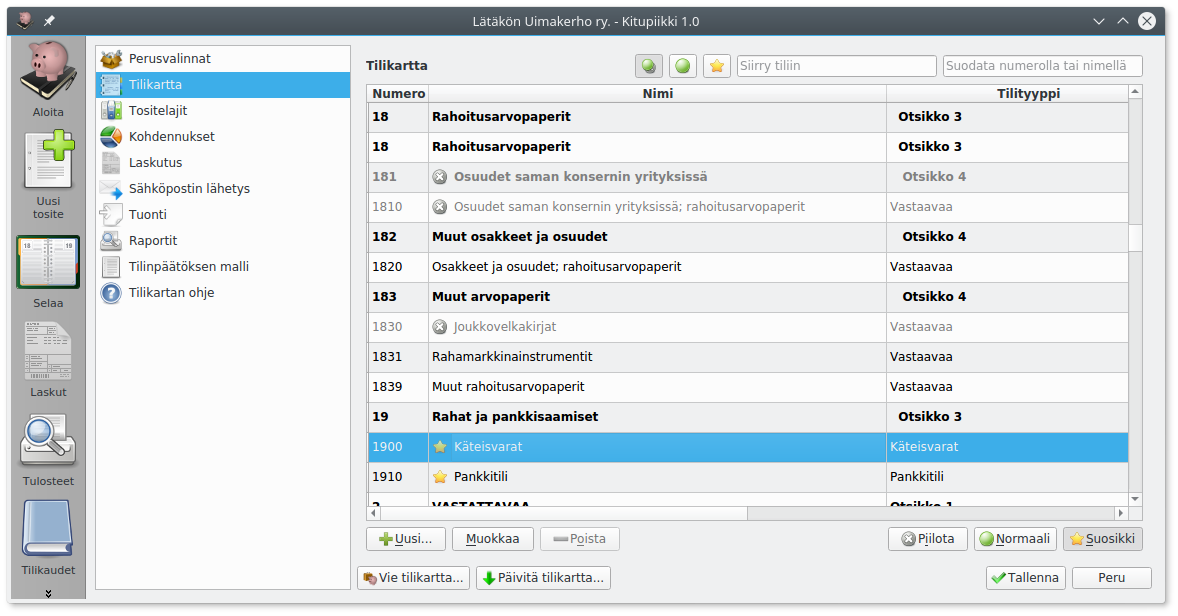 Lätäkön Uimakerho ry. - Kitupiikki 1.0
Aloita
Uusi
tosite
18 19
Selaa
Laskut
Tulosteet
Tilikaudet
Perusvalinnat
Tilikartta
Tositelajit
Kohdennukset
Laskutus
Sähköpostin lähetys
Tuonti
Raportit
Tilinpäätöksen malli
Tilikartan ohje
Tilikartta Siirry tiliin Suodata numerolla tai nimellä
Numero Nimi Tilityyppi
18 Rahoitusarvopaperit Otsikko 3
18 Rahoitusarvopaperit Otsikko 3
181 Osuudet saman konsernin yrityksissä Otsikko 4
1810 Osuudet saman konsernin yrityksissä; rahoitusarvopaperit Vastaavaa
182 Muut osakkeet ja osuudet Otsikko 4
1820 Osakkeet ja osuudet; rahoitusarvopaperit Vastaavaa
183 Muut arvopaperit Otsikko 4
1830 Joukkovelkakirjat Vastaavaa
1831 Rahamarkkinainstrumentit Vastaavaa
1839 Muut rahoitusarvopaperit Vastaavaa
19 Rahat ja pankkisaamiset Otsikko 3
1900 Käteisvarat Käteisvarat
1910 Pankkitili Pankkitili
2 VASTATTAVAA Otsikko 1
Uusi... Muokkaa Poista Piilota Normaali Suosikki
Vie tilikartta... Päivitä tilikartta... Tallenna Peru